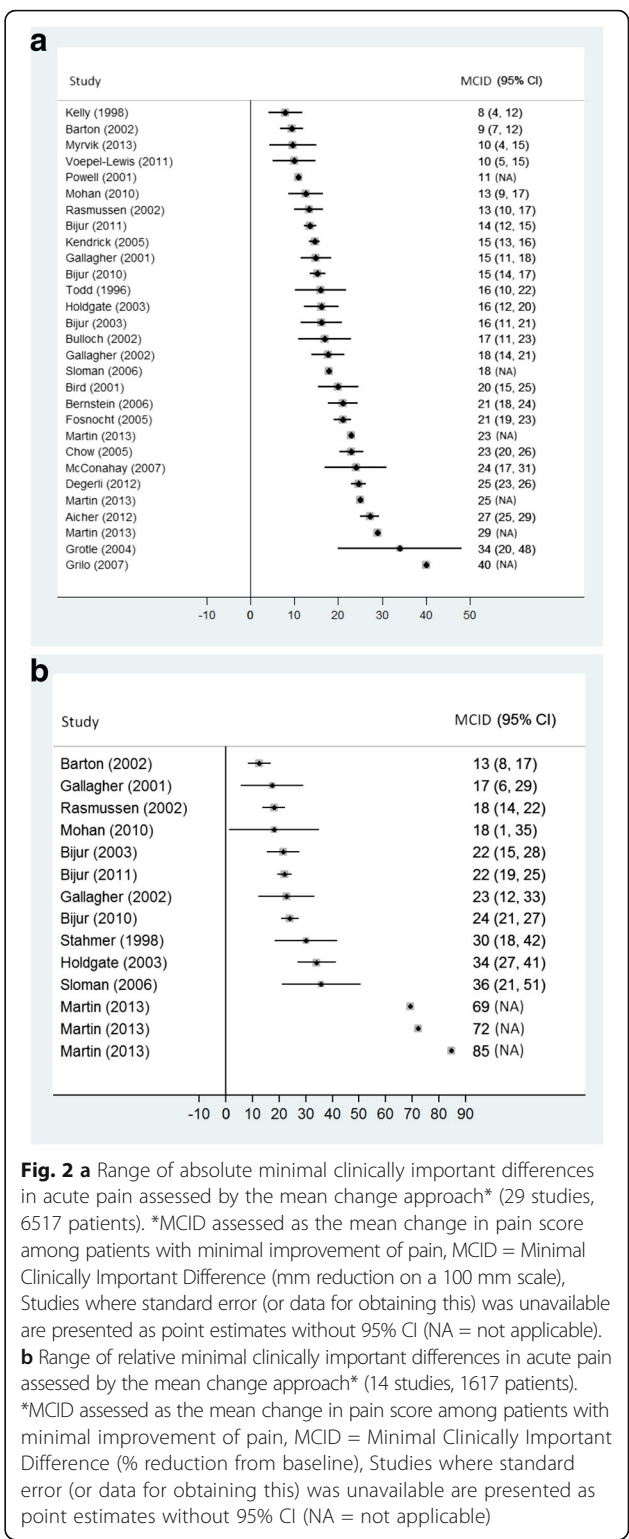 a
Study MCID (95% CI)
Kelly (1998) 8 (4, 12)
Barton (2002) 9 (7, 12)
Myrvik (2013) 10 (4, 15)
Voepel-Lewis (2011) 10 (5, 15)
Powell (2001) 11 (NA)
Mohan (2010) 13 (9, 17)
Rasmussen (2002) 13 (10, 17)
Bijur (2011) 14 (12, 15)
Kendrick (2005) 15 (13, 16)
Gallagher (2001) 15 (11, 18)
Bijur (2010) 15 (14, 17)
Todd (1996) 16 (10, 22)
Holdgate (2003) 16 (12, 20)
Bijur (2003) 16 (11, 21)
Bulloch (2002) 17 (11, 23)
Gallagher (2002) 18 (14, 21)
Sloman (2006) 18 (NA)
Bird (2001) 20 (15, 25)
Bernstein (2006) 21 (18, 24)
Fosnocht (2005) 21 (19, 23)
Martin (2013) 23 (NA)
Chow (2005) 23 (20, 26)
McConahay (2007) 24 (17, 31)
Degerli (2012) 25 (23, 26)
Martin (2013) 25 (NA)
Aicher (2012) 27 (25, 29)
Martin (2013) 29 (NA)
Grotle (2004) 34 (20, 48)
Grilo (2007) 40 (NA)
-10 0 10 20 30 40 50
b
Study MCID (95% CI)
Barton (2002) 13 (8, 17)
Gallagher (2001) 17 (6, 29)
Rasmussen (2002) 18 (14, 22)
Mohan (2010) 18 (1, 35)
Bijur (2003) 22 (15, 28)
Bijur (2011) 22 (19, 25)
Gallagher (2002) 23 (12, 33)
Bijur (2010) 24 (21, 27)
Stahmer (1998) 30 (18, 42)
Holdgate (2003) 34 (27, 41)
Sloman (2006) 36 (21, 51)
Martin (2013) 69 (NA)
Martin (2013) 72 (NA)
Martin (2013) 85 (NA)
-10 0 10 20 30 40 50 60 70 80 90
Fig. 2 a Range of absolute minimal clinically important differences
in acute pain assessed by the mean change approach* (29 studies,
6517 patients). *MCID assessed as the mean change in pain score
among patients with minimal improvement of pain, MCID = Minimal
Clinically Important Difference (mm reduction on a 100 mm scale),
Studies where standard error (or data for obtaining this) was unavailable
are presented as point estimates without 95% CI (NA = not applicable).
b Range of relative minimal clinically important differences in acute pain
assessed by the mean change approach* (14 studies, 1617 patients).
*MCID assessed as the mean change in pain score among patients with
minimal improvement of pain, MCID = Minimal Clinically Important
Difference (% reduction from baseline), Studies where standard
error (or data for obtaining this) was unavailable are presented as
point estimates without 95% CI (NA = not applicable)